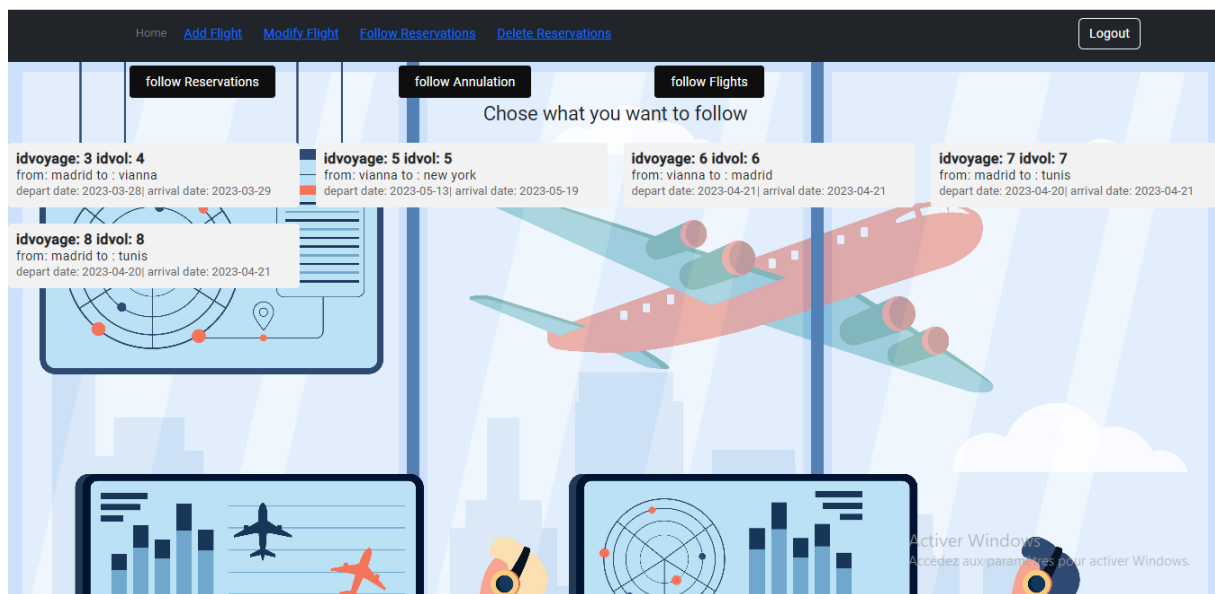 Home Add Flight Modify Flight Follow Reservations Delete Reservations Logout
follow Reservations follow Annulation follow Flights
Chose what you want to follow
idvoyage: 3 idvol: 4
from: madrid to : vianna
depart date: 2023-03-28| arrival date: 2023-03-29
idvoyage: 5 idvol: 5
from: vianna to : new york
depart date: 2023-05-13| arrival date: 2023-05-19
idvoyage: 6 idvol: 6
from: vianna to : madrid
depart date: 2023-04-21| arrival date: 2023-04-21
idvoyage: 7 idvol: 7
from: madrid to : tunis
depart date: 2023-04-20| arrival date: 2023-04-21
idvoyage: 8 idvol: 8
from: madrid to : tunis
depart date: 2023-04-20| arrival date: 2023-04-21
Activer Windows
Accédez aux paramètres pour activer Windows.